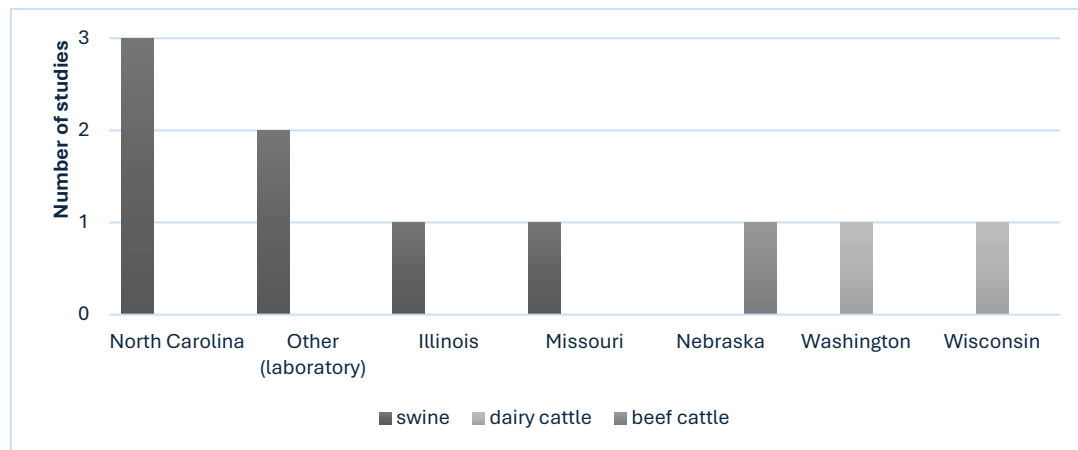 Number of studies
3
2
1
0
North Carolina
Other
(laboratory)
Illinois
Missouri
Nebraska
Washington
Wisconsin
swine
dairy cattle
beef cattle